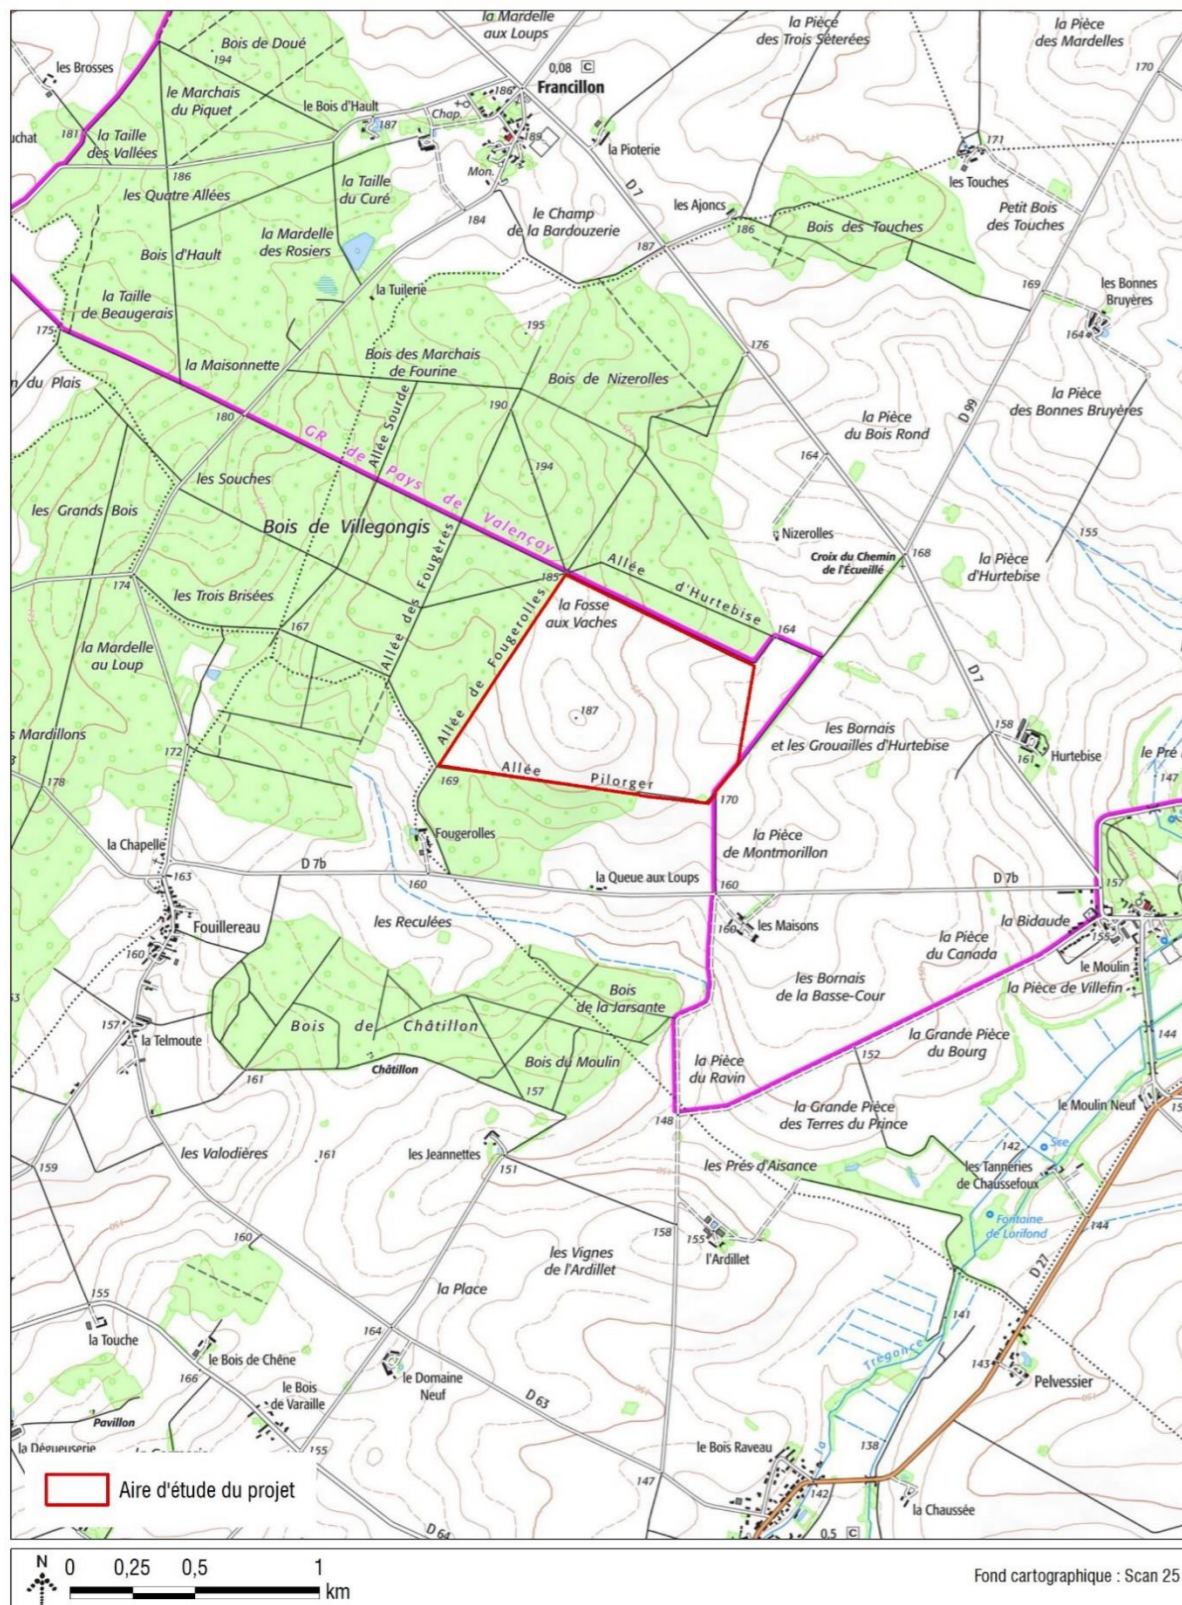 la Mardelle
aux Loups
la Pièce
des Trois Séterées
la Pièce
des Mardelles
Bois de Doué
194
les Brosses
le Marchais
du Piquet
0,08 C
186
Francillon
170
le Bois d'Hault
187
Chap.
189
la Pioterie
181
la Taille
des Vallées
uchat
171
les Touches
186
les Quatre Allées
la Taille
du Curé
Mon.
D 7
184
le Champ
de la Bardouzerie
les Ajoncs
186
Bois des Touches
Petit Bois
des Touches
la Mardelle
des Rosiers
187
Bois d'Hault
la Taille
de Beaugerais
la Tuilerie
169
les Bonnes
Bruyères
164
175
195
176
la Maisonnette
Bois des Marchais
de Fourine
Bois de Nizerolles
n du Plais
180
190
Allée Sourde
la Pièce
des Bonnes Bruyères
D 99
la Pièce
du Bois Rond
GR de Pays de Valençay
164
194
les Souches
les Grands Bois
Bois de Villegongis
Nizerolles
155
Croix du Chemin
de l'Écueillé
168
la Pièce
d'Hurtebise
174
185
Allée d'Hurtebise
les Trois Brisées
Allée des Fougères
la Fosse
aux Vaches
167
164
la Mardelle
au Loup
Allée de Fougerolles
D 7
187
les Bornais
et les Grouailles d'Hurtebise
158
161
Hurtebise
le Pré
147
s Mardillons
172
178
169
Allée Pilorger
170
Fougerolles
la Pièce
de Montmorillon
la Chapelle
163
D 7b
160
la Queue aux Loups
160
D 7b
157
Fouillereau
les Reculées
160
les Maisons
la Bidaude
155
la Pièce
du Canada
160
le Moulin
la Pièce de Villefin
Bois
de la Jarsante
les Bornais
de la Basse-Cour
157
la Telmoute
Bois de Châtillon
la Grande Pièce
du Bourg
144
Bois du Moulin
la Pièce
du Ravin
152
161
Châtillon
157
le Moulin Neuf
148
la Grande Pièce
des Terres du Prince
les Valodières
161
les Jeannettes
151
les Prés d'Aisance
142
Sce
les Tanneries
de Chaussefoux
159
158
155
l'Ardillet
Fontaine
de Lorifond
144
160
les Vignes
de l'Ardillet
D 27
la Place
155
la Touche
141
164
la Trégonce
le Bois de Chêne
166
le Domaine
Neuf
143
Pelvessier
le Bois
de Varaille
D 63
Pavillon
la Dégueuserie
155
le Bois Raveau
138
147
142
la Chaussée
D 64
0,5 C
Aire d'étude du projet
N
0 0,25 0,5 1
km
Fond cartographique : Scan 25